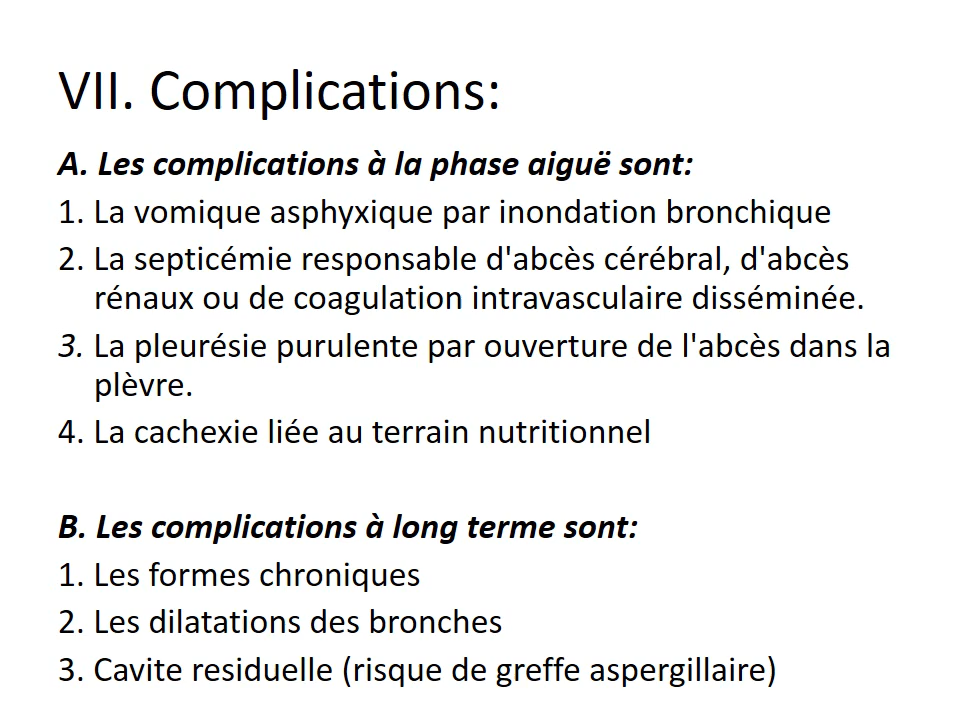 VII. Complications:
A. Les complications à la phase aiguë sont:
1. La vomique asphyxique par inondation bronchique
2. La septicémie responsable d'abcès cérébral, d'abcès
rénaux ou de coagulation intravasculaire disséminée.
3. La pleurésie purulente par ouverture de l'abcès dans la
plèvre.
4. La cachexie liée au terrain nutritionnel
B. Les complications à long terme sont:
1. Les formes chroniques
2. Les dilatations des bronches
3. Cavite residuelle (risque de greffe aspergillaire)